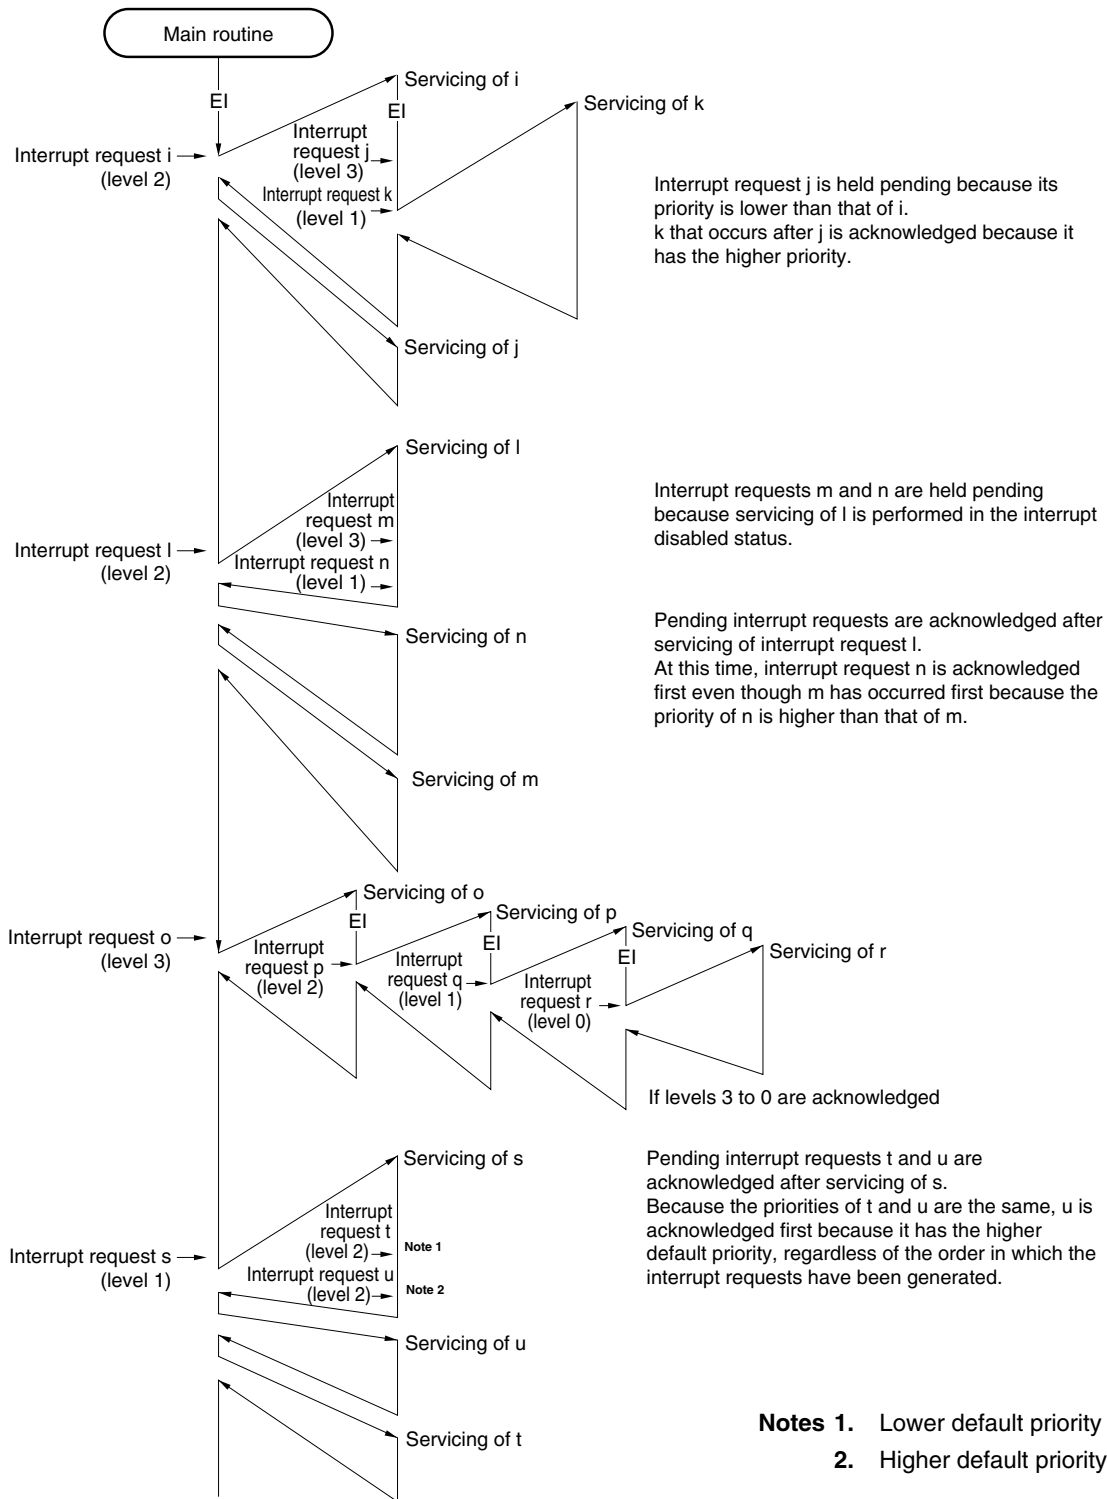 Main routine
EI
Servicing of i
EI
Servicing of k
Interrupt request i
(level 2)
Interrupt
request j
(level 3)
Interrupt request k
(level 1)
Interrupt request j is held pending because its
priority is lower than that of i.
k that occurs after j is acknowledged because it
has the higher priority.
Servicing of j
Servicing of l
Interrupt request l
(level 2)
Interrupt
request m
(level 3)
Interrupt request n
(level 1)
Interrupt requests m and n are held pending
because servicing of l is performed in the interrupt
disabled status.
Servicing of n
Pending interrupt requests are acknowledged after
servicing of interrupt request l.
At this time, interrupt request n is acknowledged
first even though m has occurred first because the
priority of n is higher than that of m.
Servicing of m
Interrupt request o
(level 3)
Servicing of o
EI
Interrupt
request p
(level 2)
Servicing of p
EI
Interrupt
request q
(level 1)
Servicing of q
EI
Interrupt
request r
(level 0)
Servicing of r
If levels 3 to 0 are acknowledged
Servicing of s
Interrupt request s
(level 1)
Interrupt
request t
(level 2)
Note 1
Interrupt request u
(level 2)
Note 2
Pending interrupt requests t and u are
acknowledged after servicing of s.
Because the priorities of t and u are the same, u is
acknowledged first because it has the higher
default priority, regardless of the order in which the
interrupt requests have been generated.
Servicing of u
Servicing of t
Notes 1. Lower default priority
2. Higher default priority